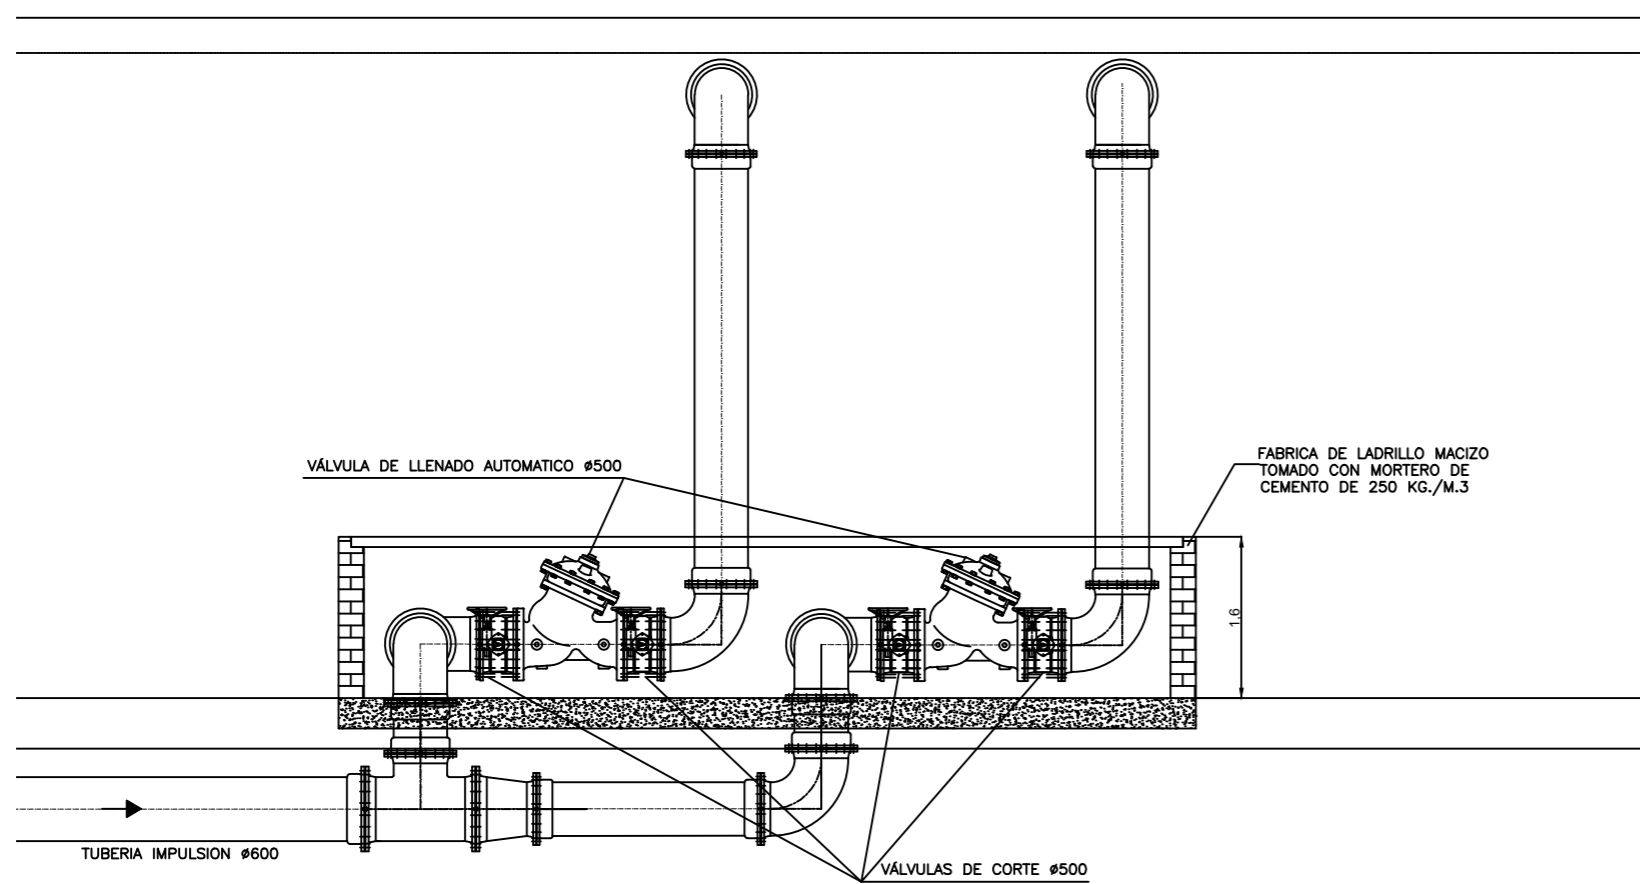 VÁLVULA DE LLENADO AUTOMATICO ø500
FABRICA DE LADRILLO MACIZO
TOMADO CON MORTERO DE
CEMENTO DE 250 KG./M.3
1,6
TUBERIA IMPULSION ø600
VÁLVULAS DE CORTE ø500